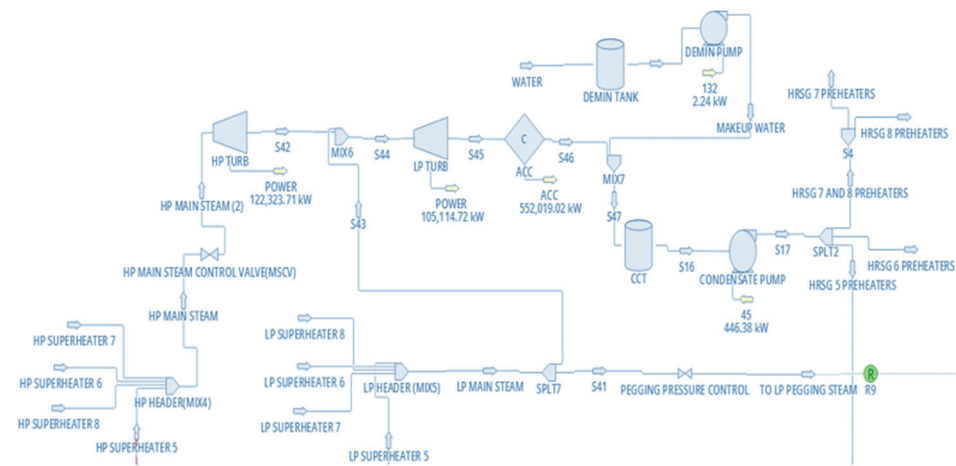 DEMIN PUMP
WATER
DEMIN TANK
132
2.24 kW
HRSG 7 PREHEATERS
HRSG 8 PREHEATERS
MAKEUP WATER
S4
HP TURB
S42
MIX6
S44
LP TURB
S45
C
ACC
S46
MIX7
POWER
122,323.71 kW
POWER
105,114.72 kW
ACC
552,019.02 kW
HRSG 7 AND 8 PREHEATERS
HP MAIN STEAM (2)
S43
S47
S17
SPLT2
HRSG 6 PREHEATERS
HP MAIN STEAM CONTROL VALVE(MSCV)
CCT
S16
CONDENSATE PUMP
HRSG 5 PREHEATERS
45
446.38 kW
HP MAIN STEAM
HP SUPERHEATER 7
LP SUPERHEATER 8
HP SUPERHEATER 6
LP SUPERHEATER 6
LP HEADER (MIX5)
LP MAIN STEAM
SPLT7
S41
PEGGING PRESSURE CONTROL
TO LP PEGGING STEAM
R
R9
HP HEADER(MIX4)
HP SUPERHEATER 8
LP SUPERHEATER 7
HP SUPERHEATER 5
LP SUPERHEATER 5